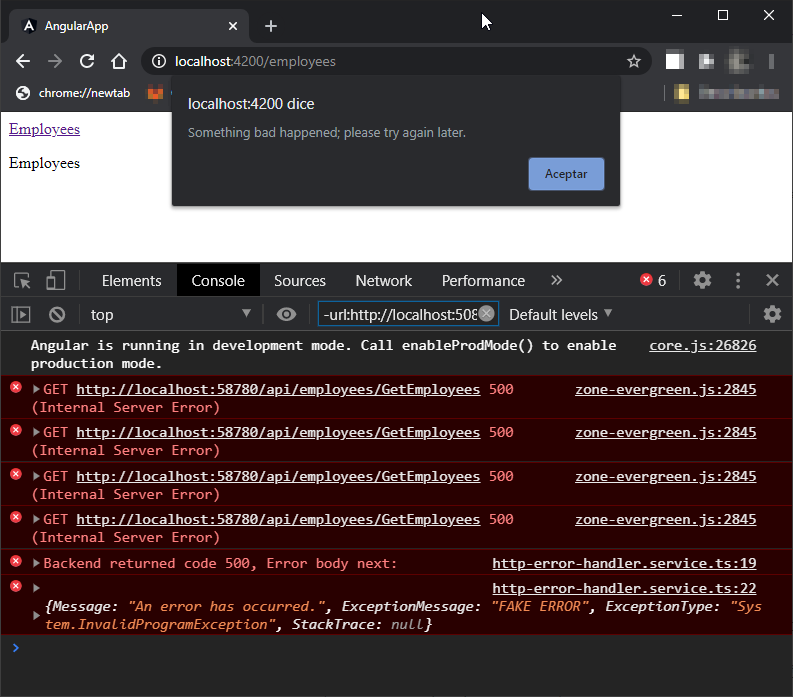 AngularApp
localhost:4200/employees
chrome://newtab
localhost:4200 dice
Something bad happened; please try again later.
Aceptar
Employees
Employees
Elements Console Sources Network Performance 6
top -url:http://localhost:508 Default levels
Angular is running in development mode. Call enableProdMode() to enable core.js:26826
production mode.
GET http://localhost:58780/api/employees/GetEmployees 500 zone-evergreen.js:2845
(Internal Server Error)
GET http://localhost:58780/api/employees/GetEmployees 500 zone-evergreen.js:2845
(Internal Server Error)
GET http://localhost:58780/api/employees/GetEmployees 500 zone-evergreen.js:2845
(Internal Server Error)
GET http://localhost:58780/api/employees/GetEmployees 500 zone-evergreen.js:2845
(Internal Server Error)
Backend returned code 500, Error body next: http-error-handler.service.ts:19
http-error-handler.service.ts:22
{Message: "An error has occurred.", ExceptionMessage: "FAKE ERROR", ExceptionType: "Sys
tem.InvalidProgramException", StackTrace: null}